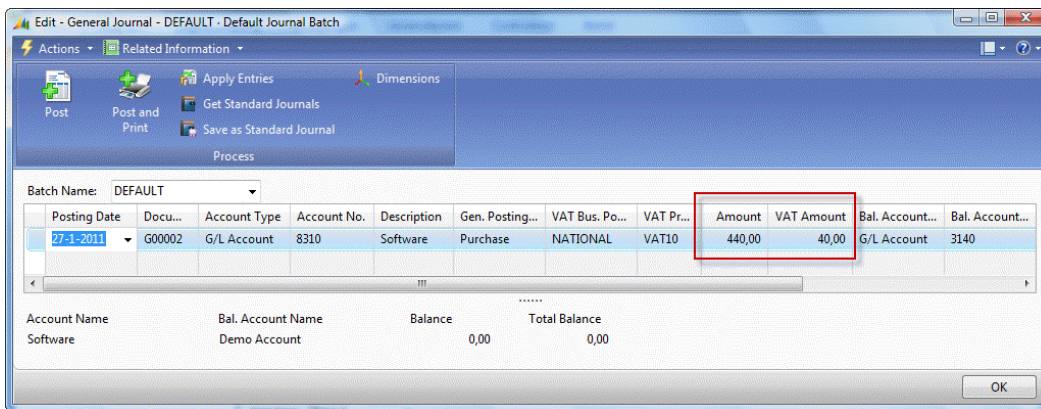 Edit - General Journal - DEFAULT · Default Journal Batch
Actions Related Information
Post
Post and Print
Apply Entries
Get Standard Journals
Save as Standard Journal
Dimensions
Process
Batch Name: DEFAULT
Posting Date Docu... Account Type Account No. Description Gen. Posting... VAT Bus. Po... VAT Pr... Amount VAT Amount Bal. Account... Bal. Account...
27-1-2011 G00002 G/L Account 8310 Software Purchase NATIONAL VAT10 440,00 40,00 G/L Account 3140
Account Name Bal. Account Name Balance Total Balance
Software Demo Account 0,00 0,00
OK